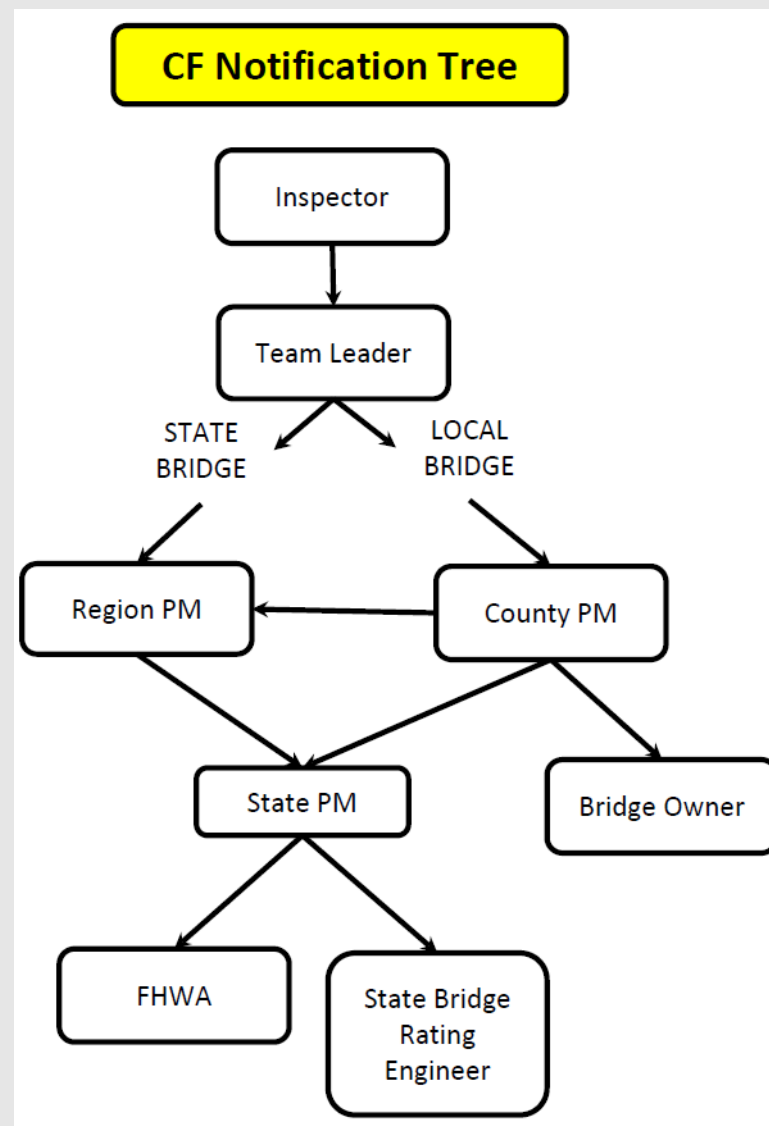 CF Notification Tree
Inspector
Team Leader
STATE
BRIDGE
LOCAL
BRIDGE
Region PM
County PM
State PM
Bridge Owner
FHWA
State Bridge
Rating
Engineer